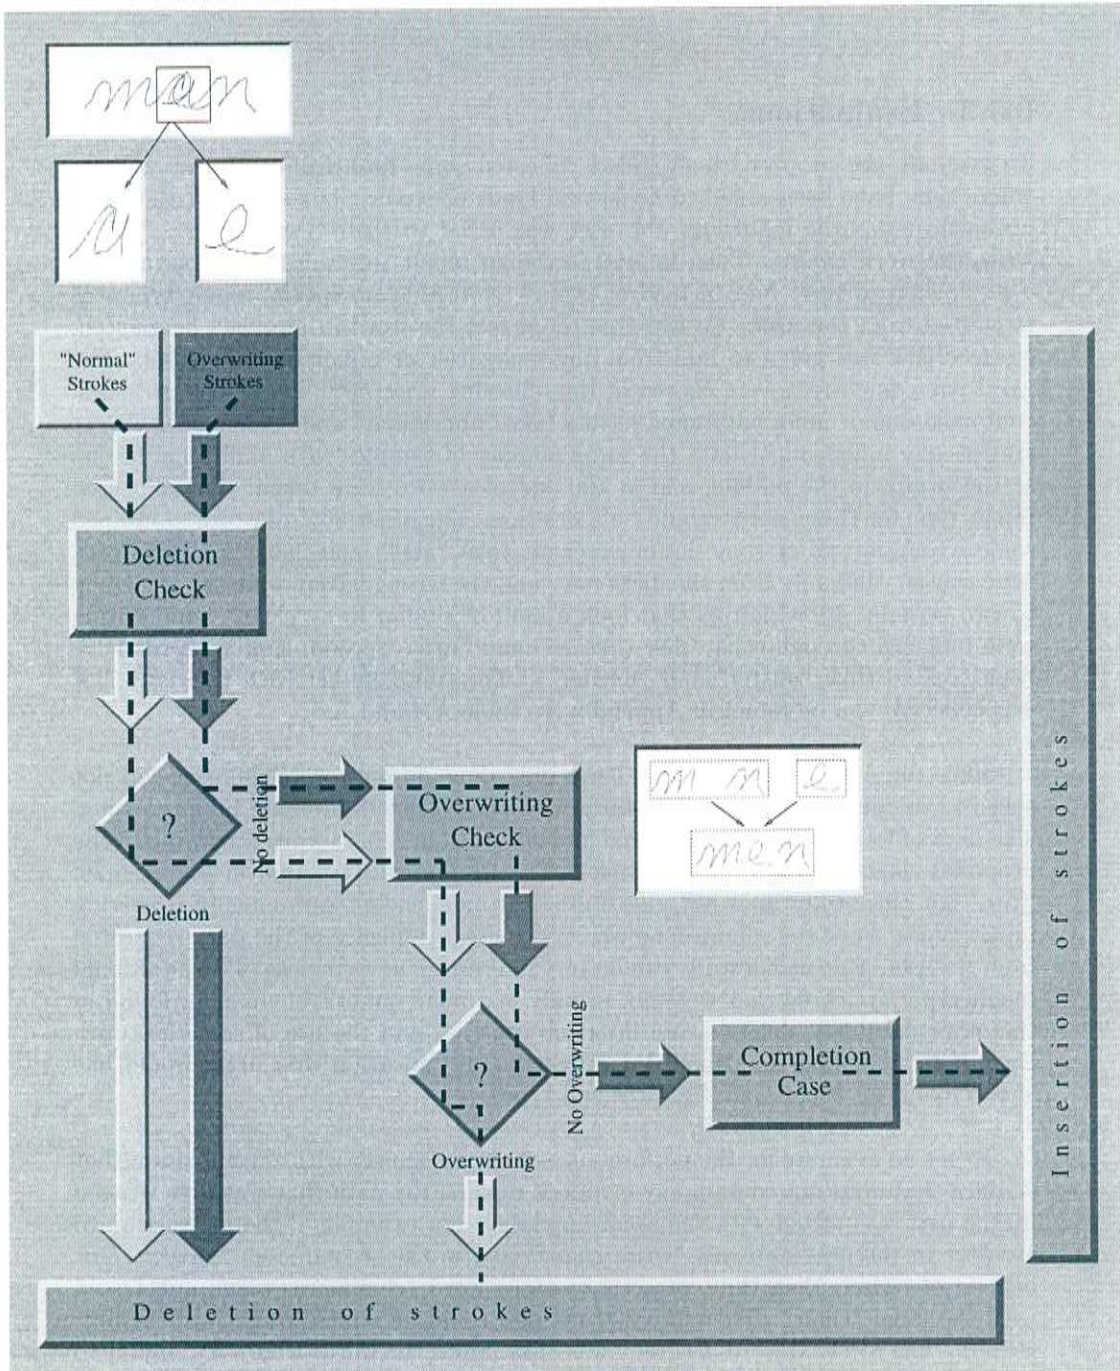 man
a e
"Normal"
Strokes
Overwriting
Strokes
Deletion
Check
?
No deletion
Overwriting
Check
m n e
men
Deletion
?
No Overwriting
Completion
Case
Overwriting
Insertion of strokes
Deletion of strokes